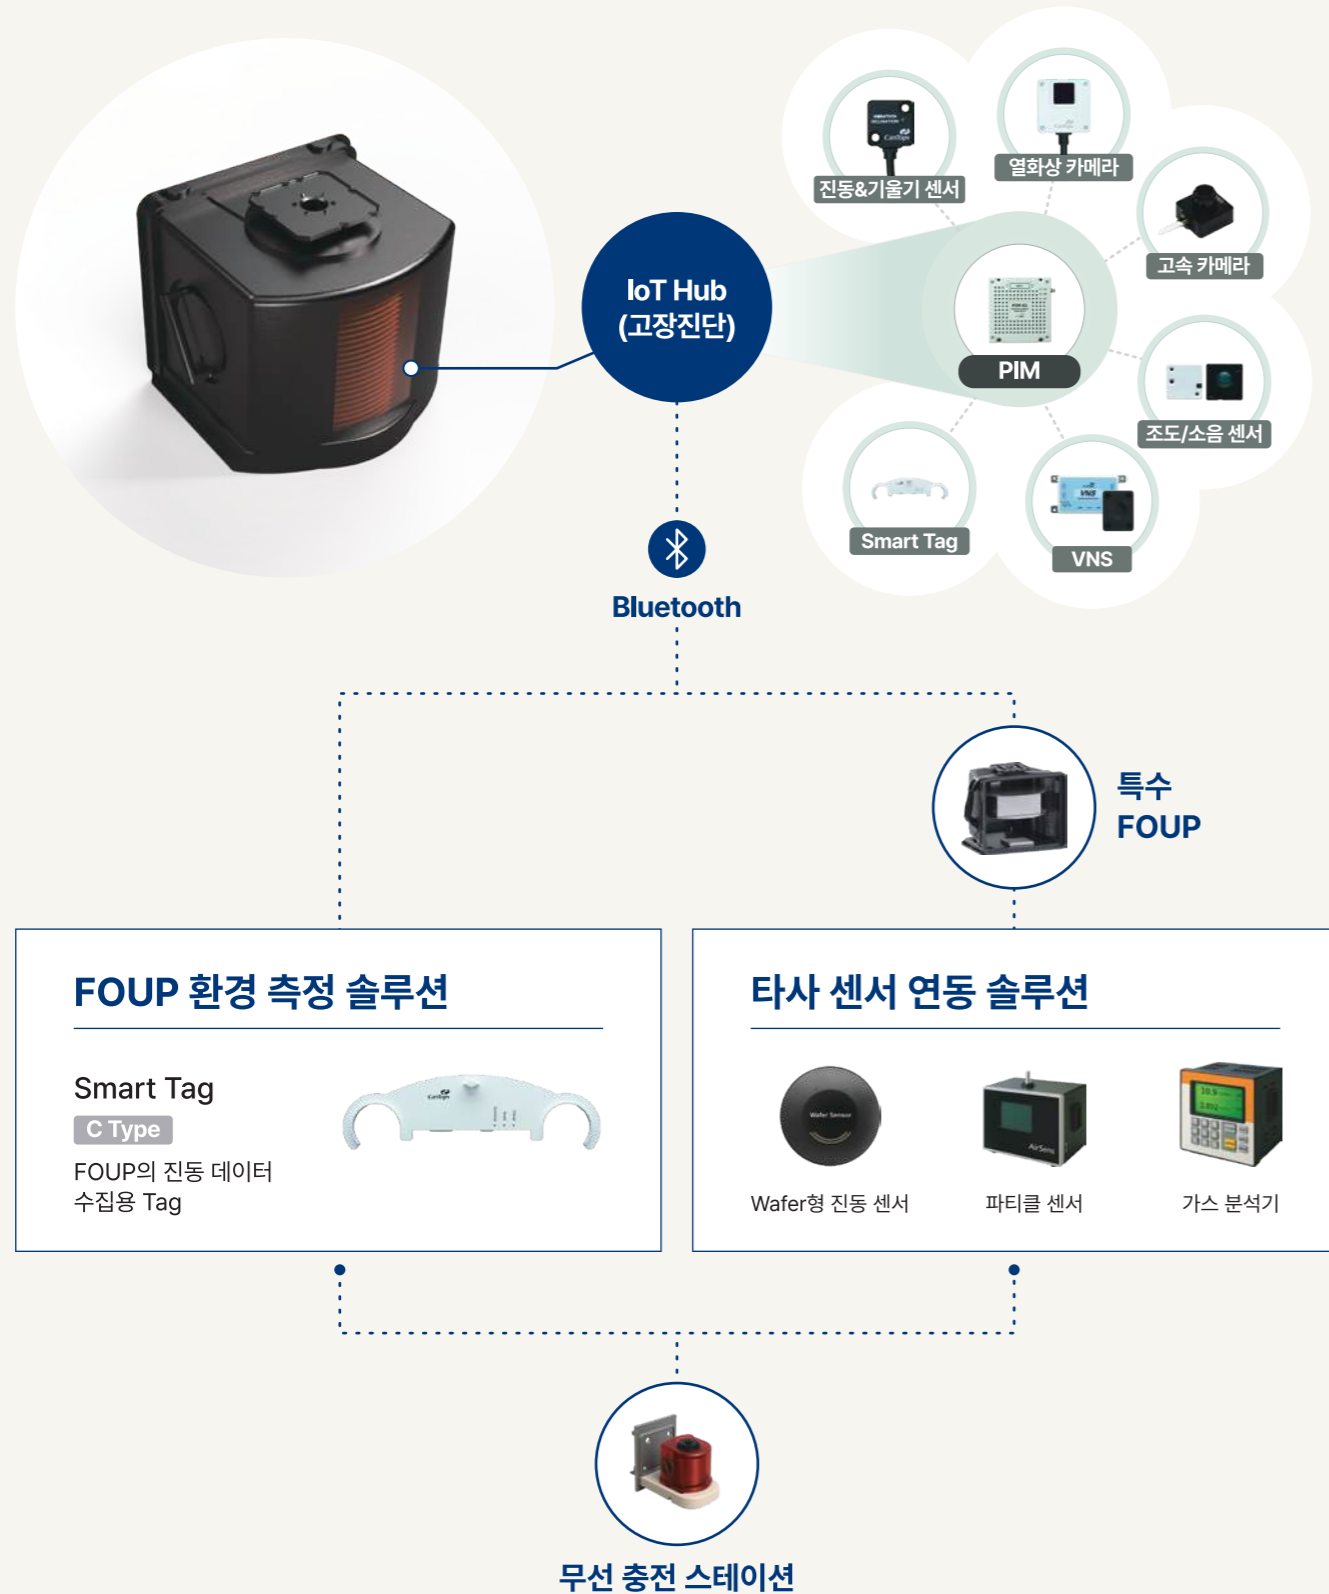 진동&기울기 센서
열화상 카메라
고속 카메라
IoT Hub
(고장진단)
PIM
조도/소음 센서
Smart Tag
VNS
VNS
Bluetooth
특수
FOUP
FOUP 환경 측정 솔루션
Smart Tag
C Type
FOUP의 진동 데이터
수집용 Tag
타사 센서 연동 솔루션
Wafer Sensor
AirSens
Wafer형 진동 센서
파티클 센서
가스 분석기
무선 충전 스테이션